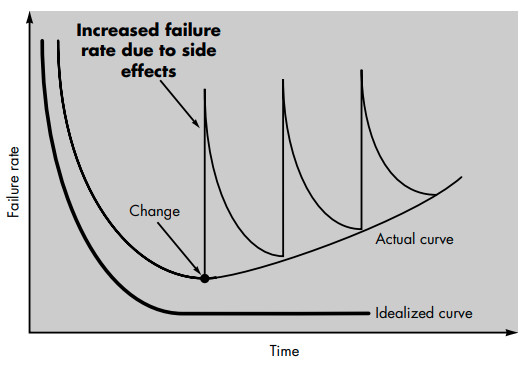 Increased failure
rate due to side
effects
Failure rate
Change
Actual curve
Idealized curve
Time